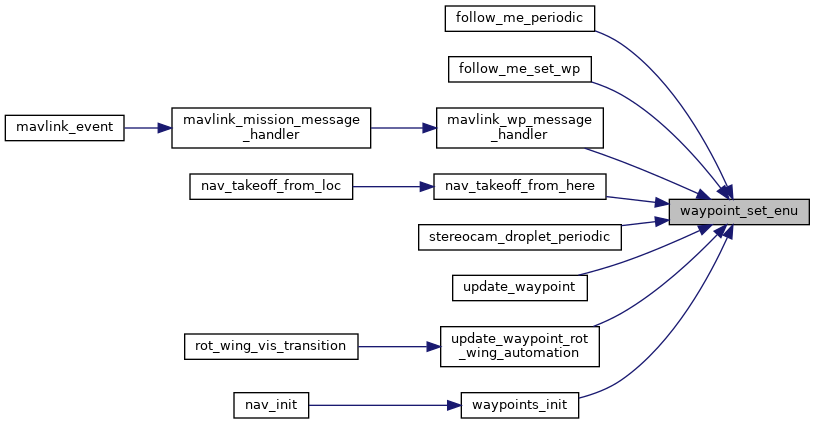 follow_me_periodic
follow_me_set_wp
mavlink_event
mavlink_mission_message
_handler
mavlink_wp_message
_handler
nav_takeoff_from_loc
nav_takeoff_from_here
waypoint_set_enu
stereocam_droplet_periodic
update_waypoint
rot_wing_vis_transition
update_waypoint_rot
_wing_automation
nav_init
waypoints_init